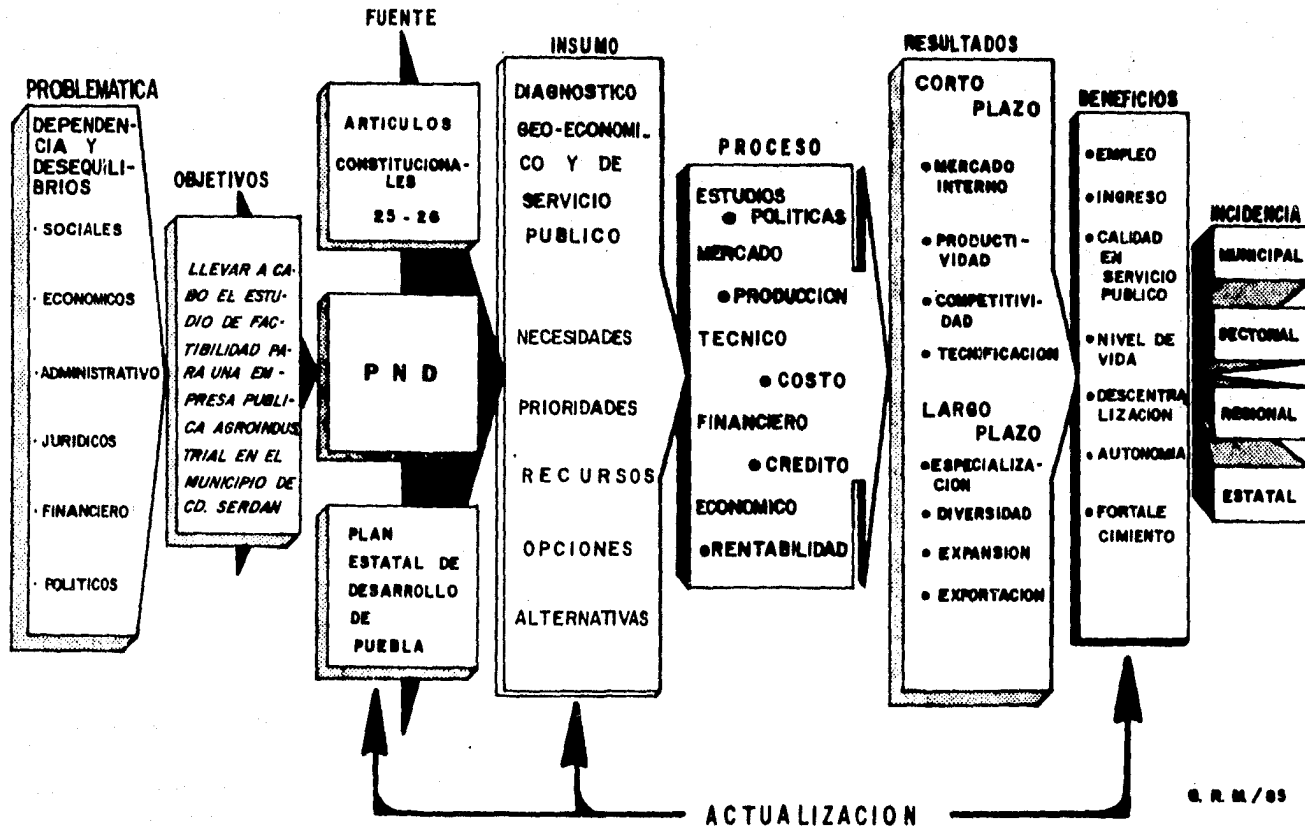 PROBLEMATICA
DEPENDEN-
CIA Y
DESEQUILI-
BRIOS
· SOCIALES
· ECONOMICOS
· ADMINISTRATIVO
· JURIDICOS
· FINANCIERO
· POLITICOS
OBJETIVOS
LLEVAR A CA-
BO EL ESTU-
DIO DE FAC-
TIBILIDAD PA-
RA UNA EM-
PRESA PUBLI-
CA AGROINDUS
TRIAL EN EL
MUNICIPIO DE
CD. SERDAN
FUENTE
ARTICULOS
CONSTITUCIONA-
LES
25 - 26
P N D
PLAN
ESTATAL DE
DESARROLLO
DE
PUEBLA
INSUMO
DIAGNOSTICO
GEO-ECONOMI-
CO Y DE
SERVICIO
PUBLICO
NECESIDADES
PRIORIDADES
RECURSOS
OPCIONES
ALTERNATIVAS
PROCESO
ESTUDIOS
● POLITICAS
MERCADO
● PRODUCCION
TECNICO
● COSTO
FINANCIERO
● CREDITO
ECONOMICO
● RENTABILIDAD
RESULTADOS
CORTO
PLAZO
● MERCADO
INTERNO
● PRODUCTI-
VIDAD
● COMPETITIVI-
DAD
● TECNIFICACION
LARGO
PLAZO
● ESPECIALIZA-
CION
● DIVERSIDAD
● EXPANSION
● EXPORTACION
BENEFICIOS
● EMPLEO
● INGRESO
● CALIDAD
EN
SERVICIO
PUBLICO
● NIVEL DE
VIDA
● DESCENTRA
LIZACION
● AUTONOMIA
● FORTALE
CIMIENTO
INCIDENCIA
MUNICIPAL
SECTORIAL
REGIONAL
ESTATAL
ACTUALIZACION
G. R. M. / 85